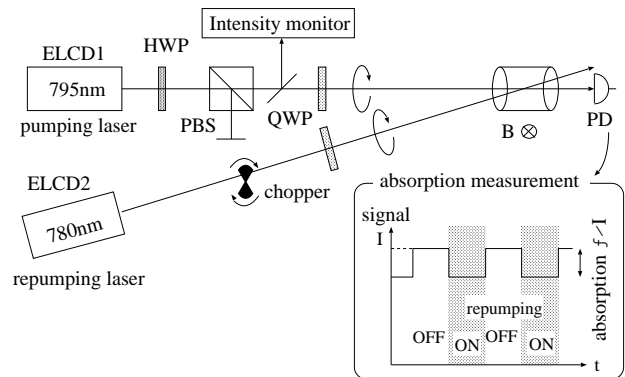 Intensity monitor
HWP
ELCD1
795nm
pumping laser
PBS
QWP
PD
B ⊗
ELCD2
780nm
repumping laser
chopper
absorption measurement
signal
I
repumping
OFF
ON
OFF
ON
t
absorption